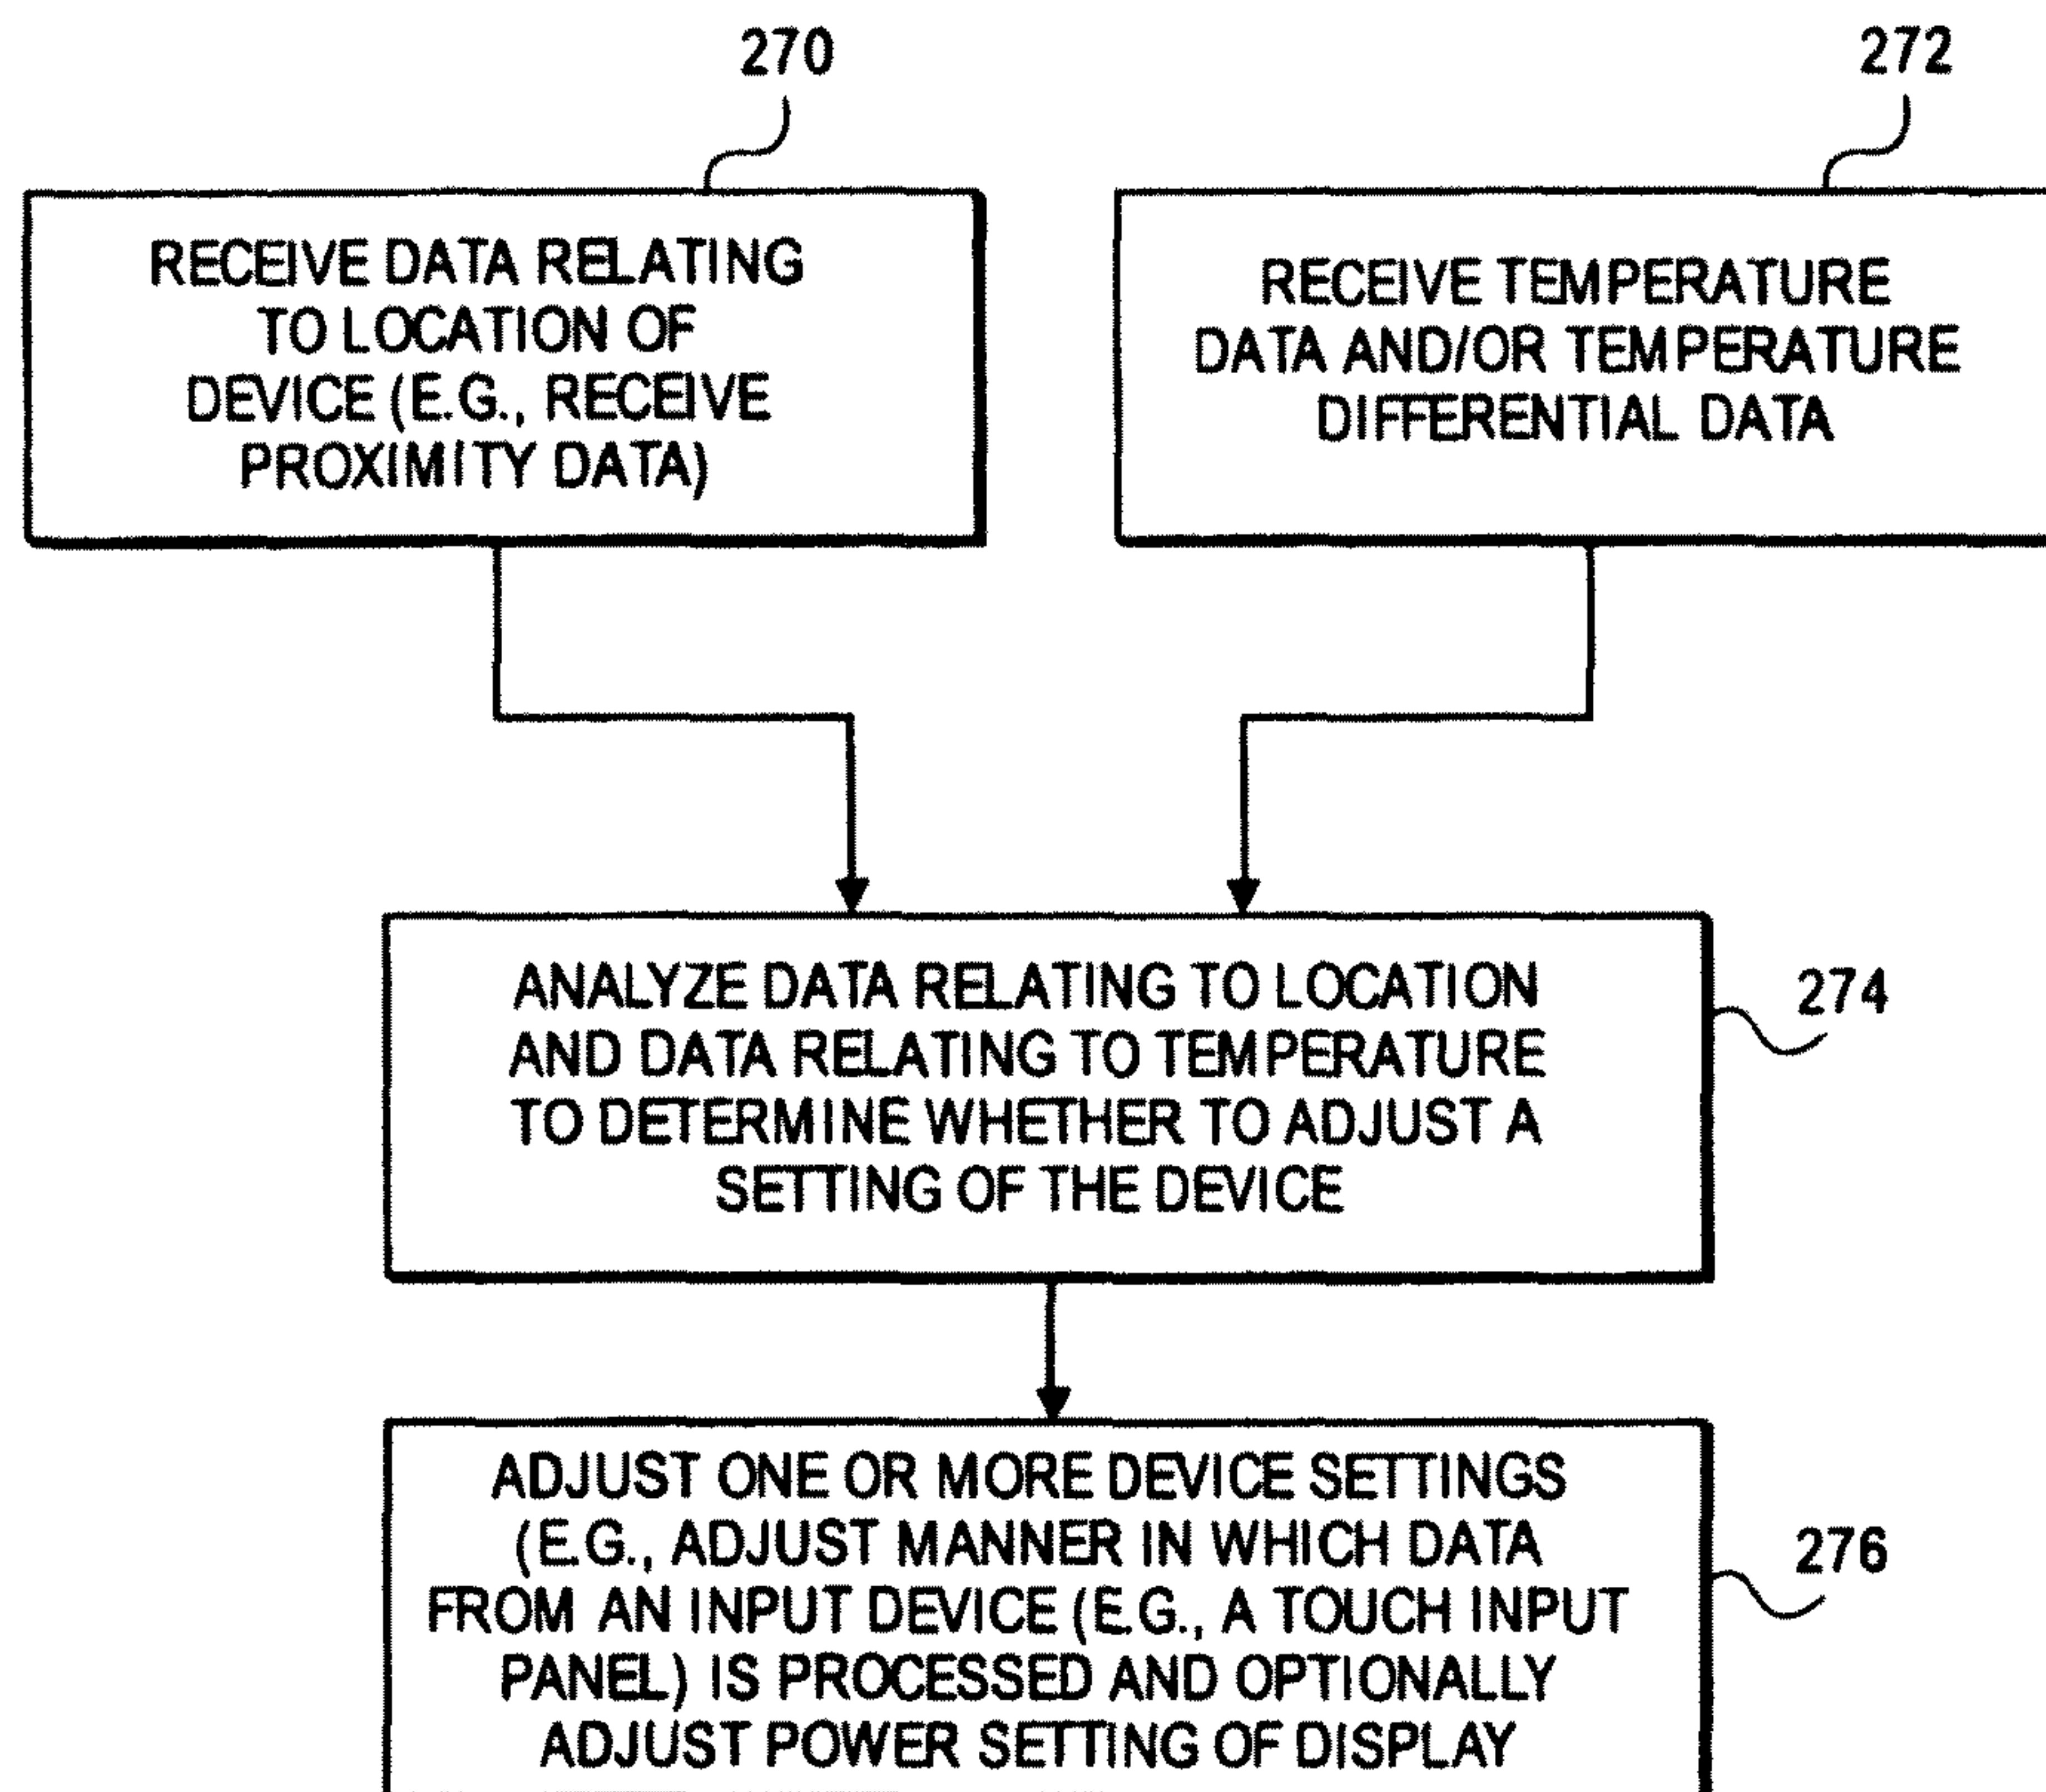 270
RECEIVE DATA RELATING
TO LOCATION OF
DEVICE (E.G., RECEIVE
PROXIMITY DATA)
272
RECEIVE TEMPERATURE
DATA AND/OR TEMPERATURE
DIFFERENTIAL DATA
ANALYZE DATA RELATING TO LOCATION
AND DATA RELATING TO TEMPERATURE
TO DETERMINE WHETHER TO ADJUST A
SETTING OF THE DEVICE
274
ADJUST ONE OR MORE DEVICE SETTINGS
(E.G., ADJUST MANNER IN WHICH DATA
FROM AN INPUT DEVICE (E.G., A TOUCH INPUT
PANEL) IS PROCESSED AND OPTIONALLY
ADJUST POWER SETTING OF DISPLAY
276